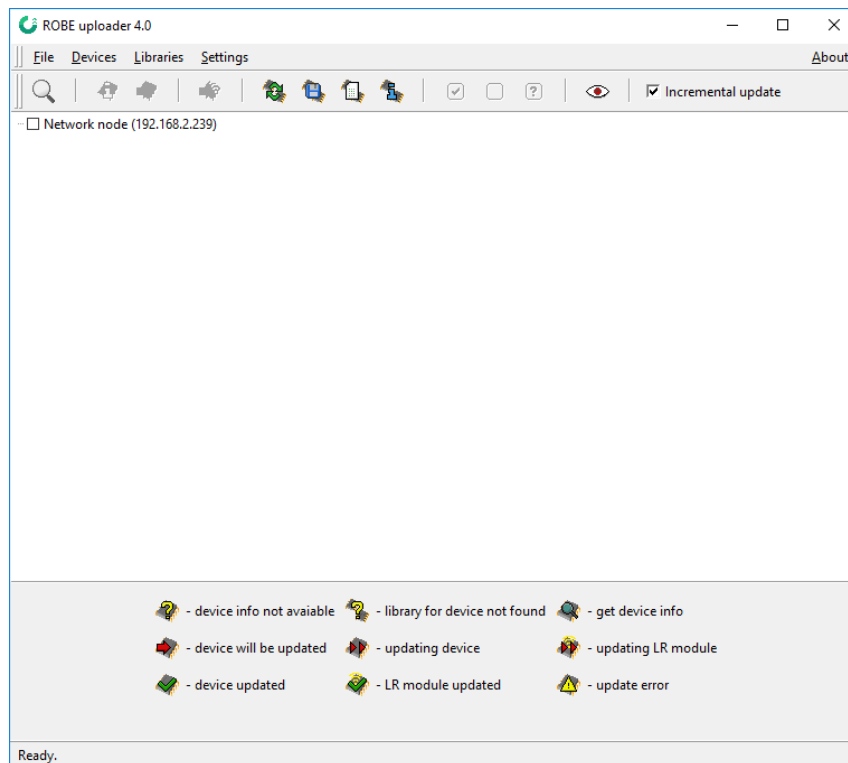 ROBE uploader 4.0
File Devices Libraries Settings About
Incremental update
Network node (192.168.2.239)
- device info not avaiable - library for device not found - get device info
- device will be updated - updating device - updating LR module
- device updated - LR module updated - update error
Ready.